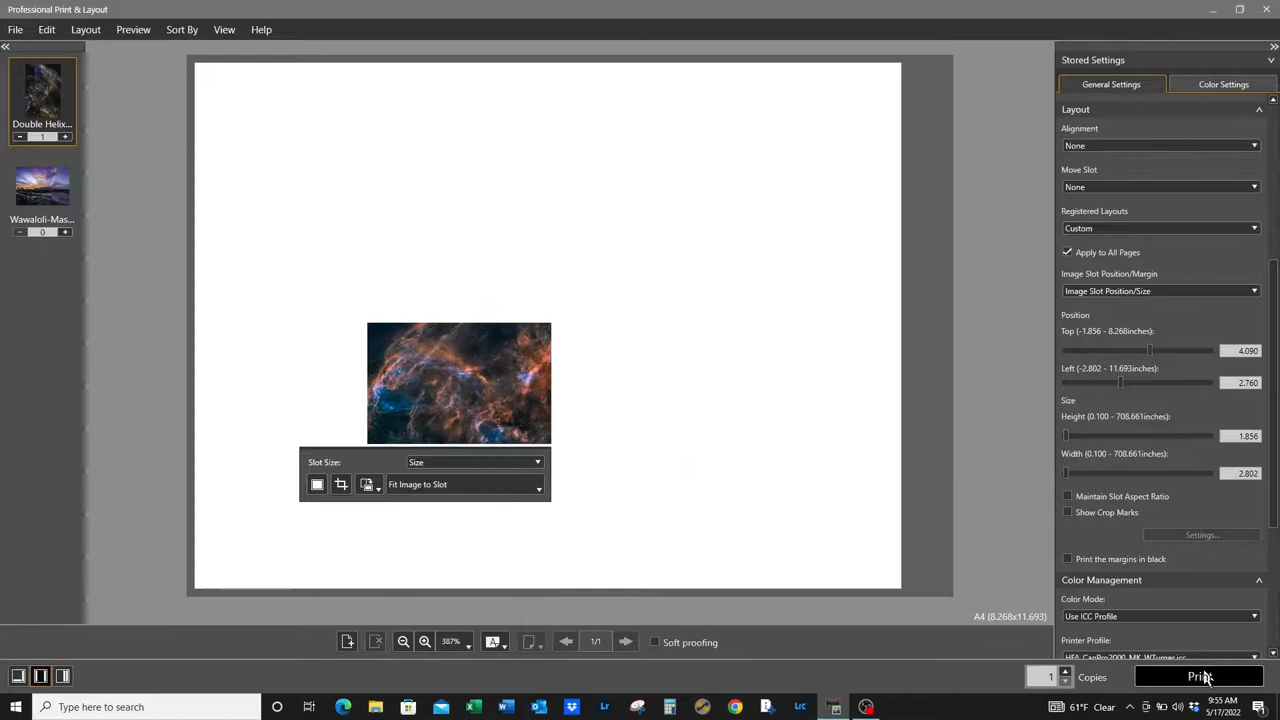 Professional Print & Layout
File Edit Layout Preview Sort By View Help
Double Helix...
1
Wawaloli-Mas...
0
Slot Size: Size
Fit Image to Slot
A4 (8.268x11.693)
387% 1/1 Soft proofing
Stored Settings
General Settings Color Settings
Layout
Alignment
None
Move Slot
None
Registered Layouts
Custom
Apply to All Pages
Image Slot Position/Margin
Image Slot Position/Size
Position
Top (-1.856 - 8.268inches):
4.090
Left (-2.802 - 11.693inches):
2.760
Size
Height (0.100 - 708.661inches):
1.856
Width (0.100 - 708.661inches):
2.802
Maintain Slot Aspect Ratio
Show Crop Marks
Settings...
Print the margins in black
Color Management
Color Mode:
Use ICC Profile
Printer Profile:
HFA_CanPro2000_MK_WTurner.icc
1 Copies Print
Type here to search
Lr
Lrc
61°F Clear
9:55 AM
5/17/2022